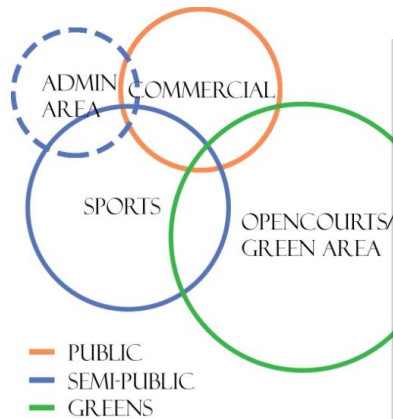 ADMIN
AREA
COMMERCIAL
SPORTS
OPENCOURTS/
GREEN AREA
PUBLIC
SEMI-PUBLIC
GREENS